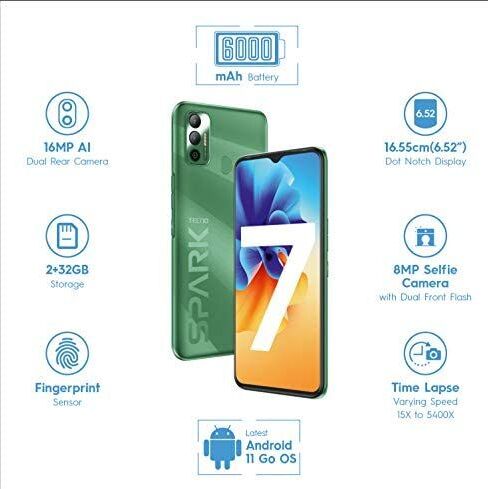 6000
mAh Battery
16MP AI
Dual Rear Camera
6.52
16.55cm(6.52”)
Dot Notch Display
2+32GB
Storage
TECNO
SPARK
7
8MP Selfie
Camera
with Dual Front Flash
Fingerprint
Sensor
Time Lapse
Varying Speed
15X to 5400X
Latest
Android
11 Go OS